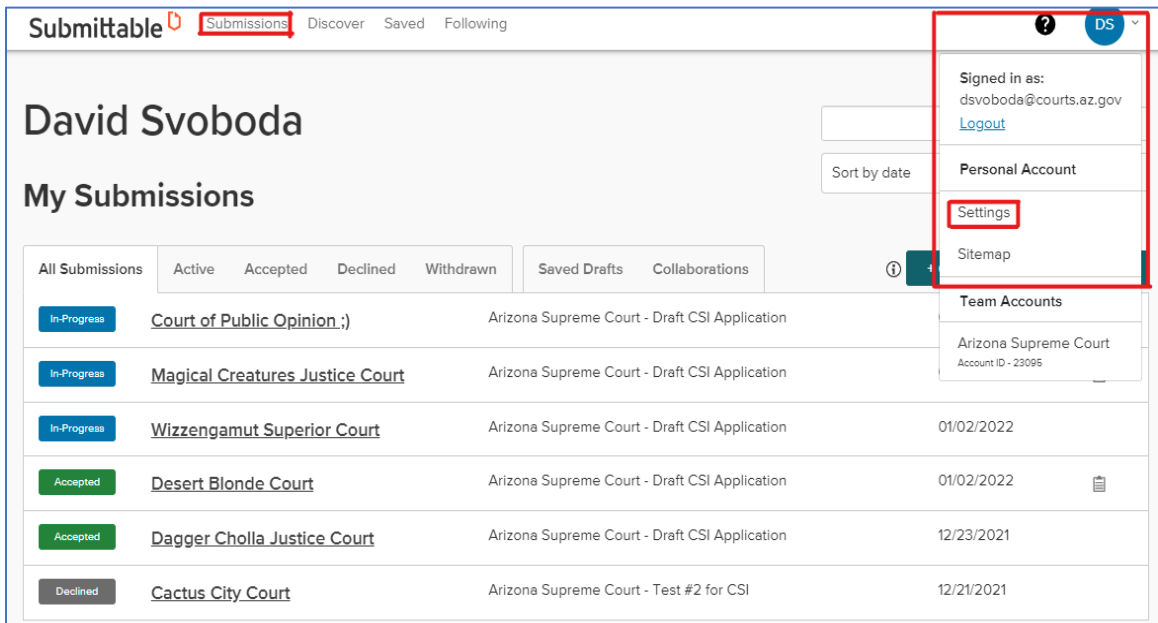 Submittable Submissions Discover Saved Following ? DS
Signed in as:
dsvoboda@courts.az.gov
Logout
David Svoboda
Sort by date
Personal Account
My Submissions
Settings
Sitemap
All Submissions Active Accepted Declined Withdrawn Saved Drafts Collaborations
Team Accounts
In-Progress Court of Public Opinion ;) Arizona Supreme Court - Draft CSI Application
Arizona Supreme Court
Account ID - 23095
In-Progress Magical Creatures Justice Court Arizona Supreme Court - Draft CSI Application
In-Progress Wizzengamut Superior Court Arizona Supreme Court - Draft CSI Application 01/02/2022
Accepted Desert Blonde Court Arizona Supreme Court - Draft CSI Application 01/02/2022
Accepted Dagger Cholla Justice Court Arizona Supreme Court - Draft CSI Application 12/23/2021
Declined Cactus City Court Arizona Supreme Court - Test #2 for CSI 12/21/2021